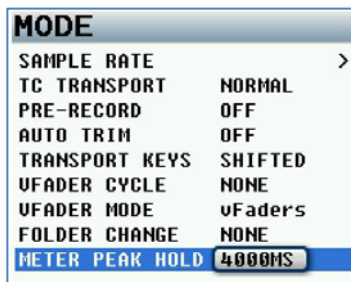 MODE
SAMPLE RATE >
TC TRANSPORT NORMAL
PRE-RECORD OFF
AUTO TRIM OFF
TRANSPORT KEYS SHIFTED
VFADER CYCLE NONE
VFADER MODE vFaders
FOLDER CHANGE NONE
METER PEAK HOLD 4000MS